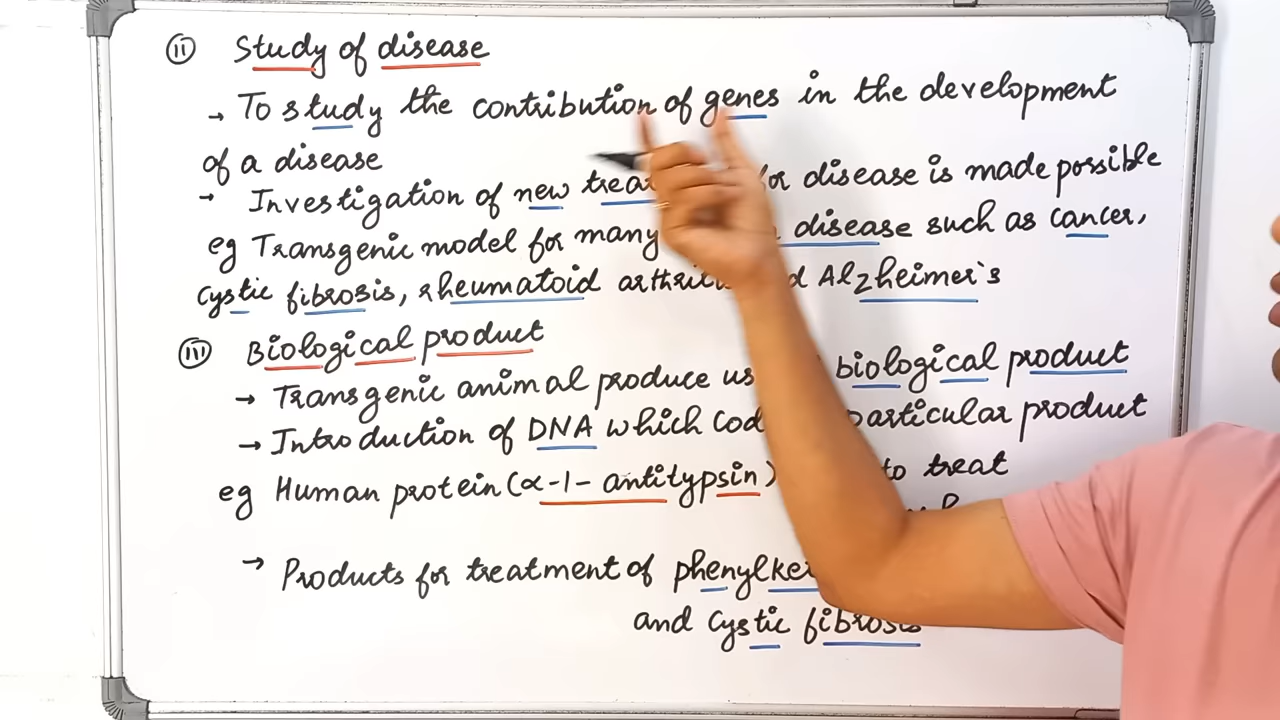 (ii) Study of disease
→ To study the contribution of genes in the development
of a disease
→ Investigation of new treat for disease is made possible
eg Transgenic model for many disease such as cancer,
cystic fibrosis, rheumatoid arthritis and Alzheimer's
(iii) Biological product
→ Transgenic animal produce biological product
→ Introduction of DNA which cod particular product
eg Human protein (α-1-antitypsin) to treat
→ Products for treatment of phenylke
and cystic fibrosis